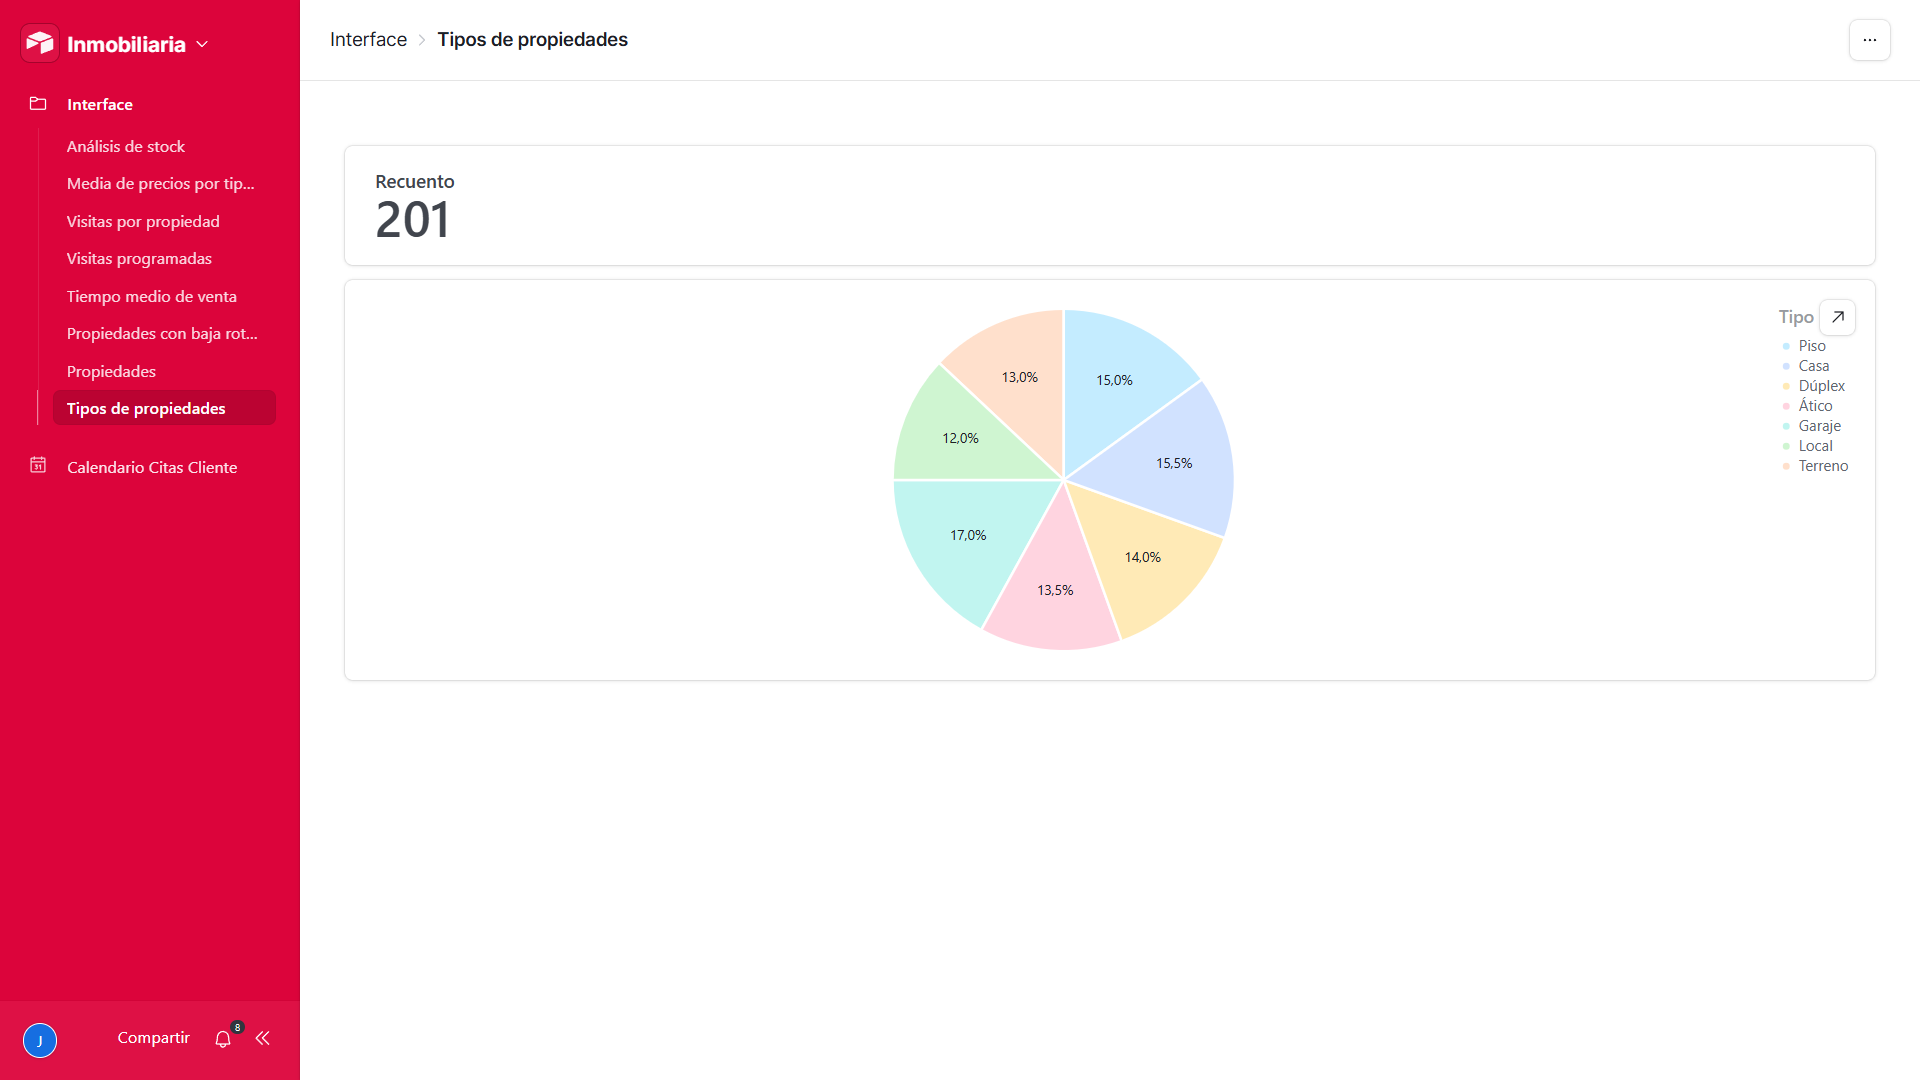 Inmobiliaria
Interface
Análisis de stock
Media de precios por tip...
Visitas por propiedad
Visitas programadas
Tiempo medio de venta
Propiedades con baja rot...
Propiedades
Tipos de propiedades
31
Calendario Citas Cliente
J
Compartir
8
Interface > Tipos de propiedades
...
Recuento
201
13,0%
15,0%
12,0%
15,5%
17,0%
14,0%
13,5%
Tipo
Piso
Casa
Dúplex
Ático
Garaje
Local
Terreno